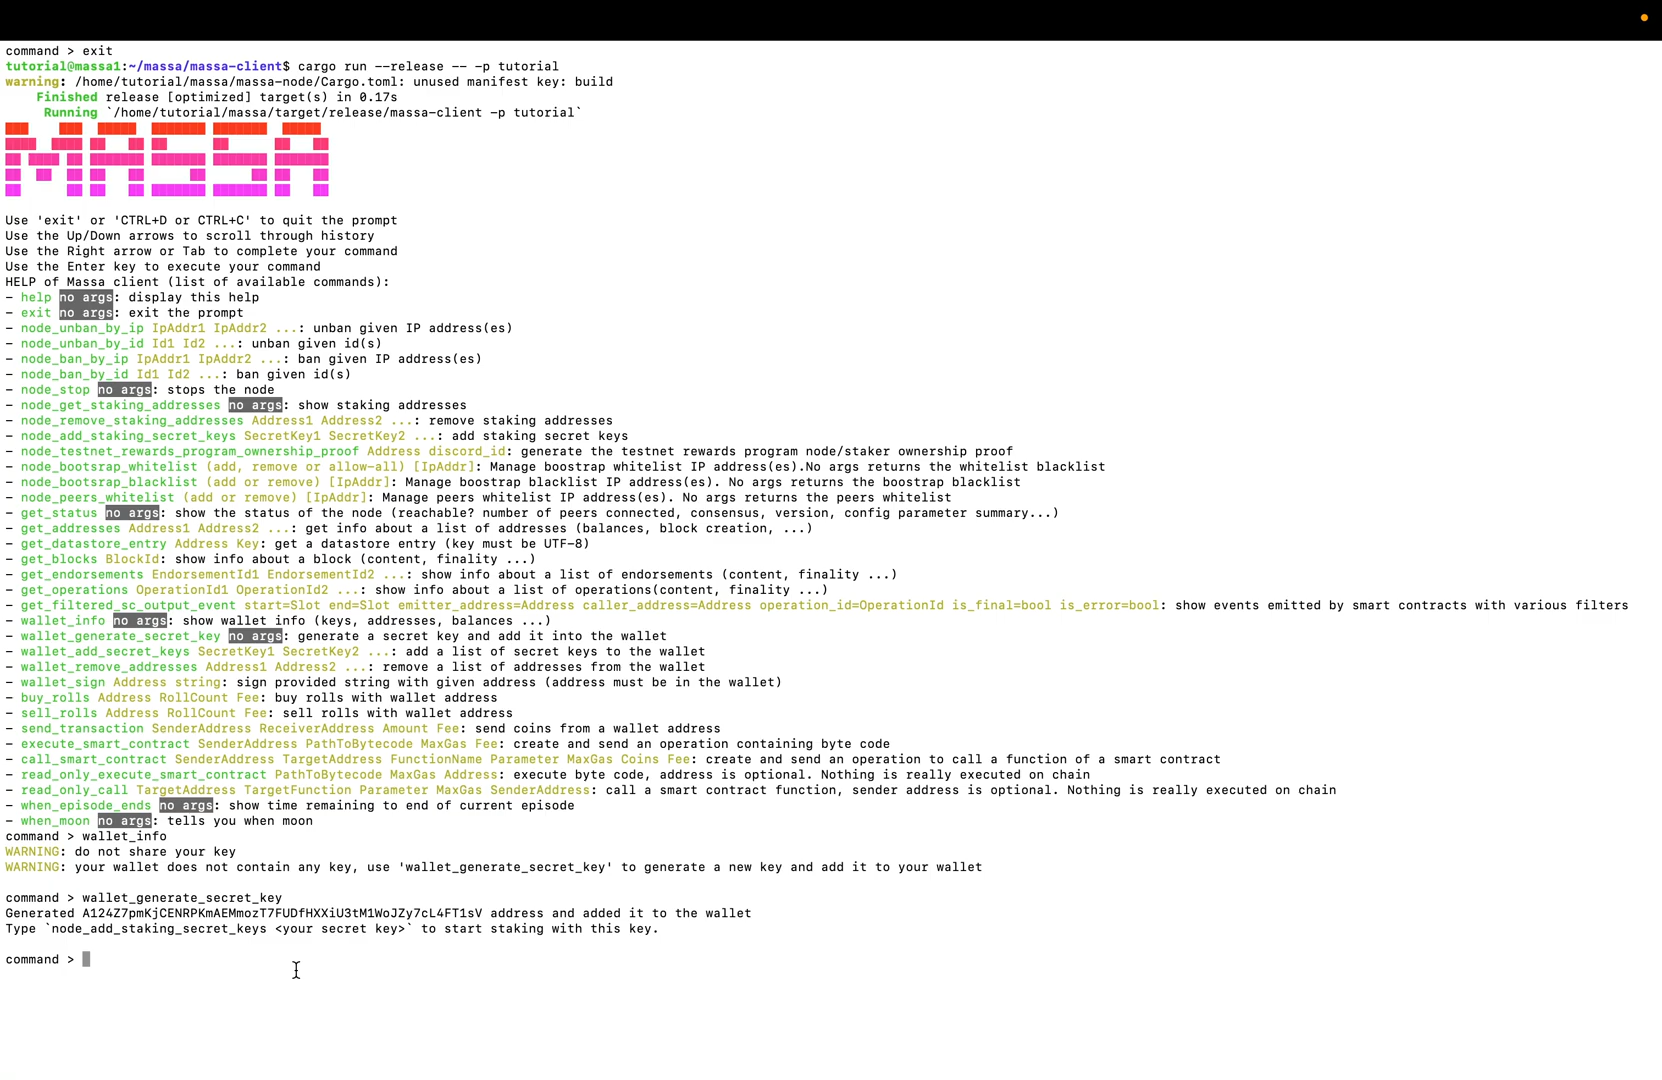 command > exit
tutorial@massa1:~/massa/massa-client$ cargo run --release -- -p tutorial
warning: /home/tutorial/massa/massa-node/Cargo.toml: unused manifest key: build
Finished release [optimized] target(s) in 0.17s
Running `/home/tutorial/massa/target/release/massa-client -p tutorial`
MASSA
Use 'exit' or 'CTRL+D or CTRL+C' to quit the prompt
Use the Up/Down arrows to scroll through history
Use the Right arrow or Tab to complete your command
Use the Enter key to execute your command
HELP of Massa client (list of available commands):
- help no args: display this help
- exit no args: exit the prompt
- node_unban_by_ip IpAddr1 IpAddr2 ...: unban given IP address(es)
- node_unban_by_id Id1 Id2 ...: unban given id(s)
- node_ban_by_ip IpAddr1 IpAddr2 ...: ban given IP address(es)
- node_ban_by_id Id1 Id2 ...: ban given id(s)
- node_stop no args: stops the node
- node_get_staking_addresses no args: show staking addresses
- node_remove_staking_addresses Address1 Address2 ...: remove staking addresses
- node_add_staking_secret_keys SecretKey1 SecretKey2 ...: add staking secret keys
- node_testnet_rewards_program_ownership_proof Address discord_id: generate the testnet rewards program node/staker ownership proof
- node_bootsrap_whitelist (add, remove or allow-all) [IpAddr]: Manage boostrap whitelist IP address(es).No args returns the whitelist blacklist
- node_bootsrap_blacklist (add or remove) [IpAddr]: Manage boostrap blacklist IP address(es). No args returns the boostrap blacklist
- node_peers_whitelist (add or remove) [IpAddr]: Manage peers whitelist IP address(es). No args returns the peers whitelist
- get_status no args: show the status of the node (reachable? number of peers connected, consensus, version, config parameter summary...)
- get_addresses Address1 Address2 ...: get info about a list of addresses (balances, block creation, ...)
- get_datastore_entry Address Key: get a datastore entry (key must be UTF-8)
- get_blocks BlockId: show info about a block (content, finality ...)
- get_endorsements EndorsementId1 EndorsementId2 ...: show info about a list of endorsements (content, finality ...)
- get_operations OperationId1 OperationId2 ...: show info about a list of operations(content, finality ...)
- get_filtered_sc_output_event start=Slot end=Slot emitter_address=Address caller_address=Address operation_id=OperationId is_final=bool is_error=bool: show events emitted by smart contracts with various filters
- wallet_info no args: show wallet info (keys, addresses, balances ...)
- wallet_generate_secret_key no args: generate a secret key and add it into the wallet
- wallet_add_secret_keys SecretKey1 SecretKey2 ...: add a list of secret keys to the wallet
- wallet_remove_addresses Address1 Address2 ...: remove a list of addresses from the wallet
- wallet_sign Address string: sign provided string with given address (address must be in the wallet)
- buy_rolls Address RollCount Fee: buy rolls with wallet address
- sell_rolls Address RollCount Fee: sell rolls with wallet address
- send_transaction SenderAddress ReceiverAddress Amount Fee: send coins from a wallet address
- execute_smart_contract SenderAddress PathToBytecode MaxGas Fee: create and send an operation containing byte code
- call_smart_contract SenderAddress TargetAddress FunctionName Parameter MaxGas Coins Fee: create and send an operation to call a function of a smart contract
- read_only_execute_smart_contract PathToBytecode MaxGas Address: execute byte code, address is optional. Nothing is really executed on chain
- read_only_call TargetAddress TargetFunction Parameter MaxGas SenderAddress: call a smart contract function, sender address is optional. Nothing is really executed on chain
- when_episode_ends no args: show time remaining to end of current episode
- when_moon no args: tells you when moon
command > wallet_info
WARNING: do not share your key
WARNING: your wallet does not contain any key, use 'wallet_generate_secret_key' to generate a new key and add it to your wallet
command > wallet_generate_secret_key
Generated A124Z7pmKjCENRPKmAEMmozT7FUDfHXXiU3tM1WoJZy7cL4FT1sV address and added it to the wallet
Type `node_add_staking_secret_keys <your secret key>` to start staking with this key.
command >